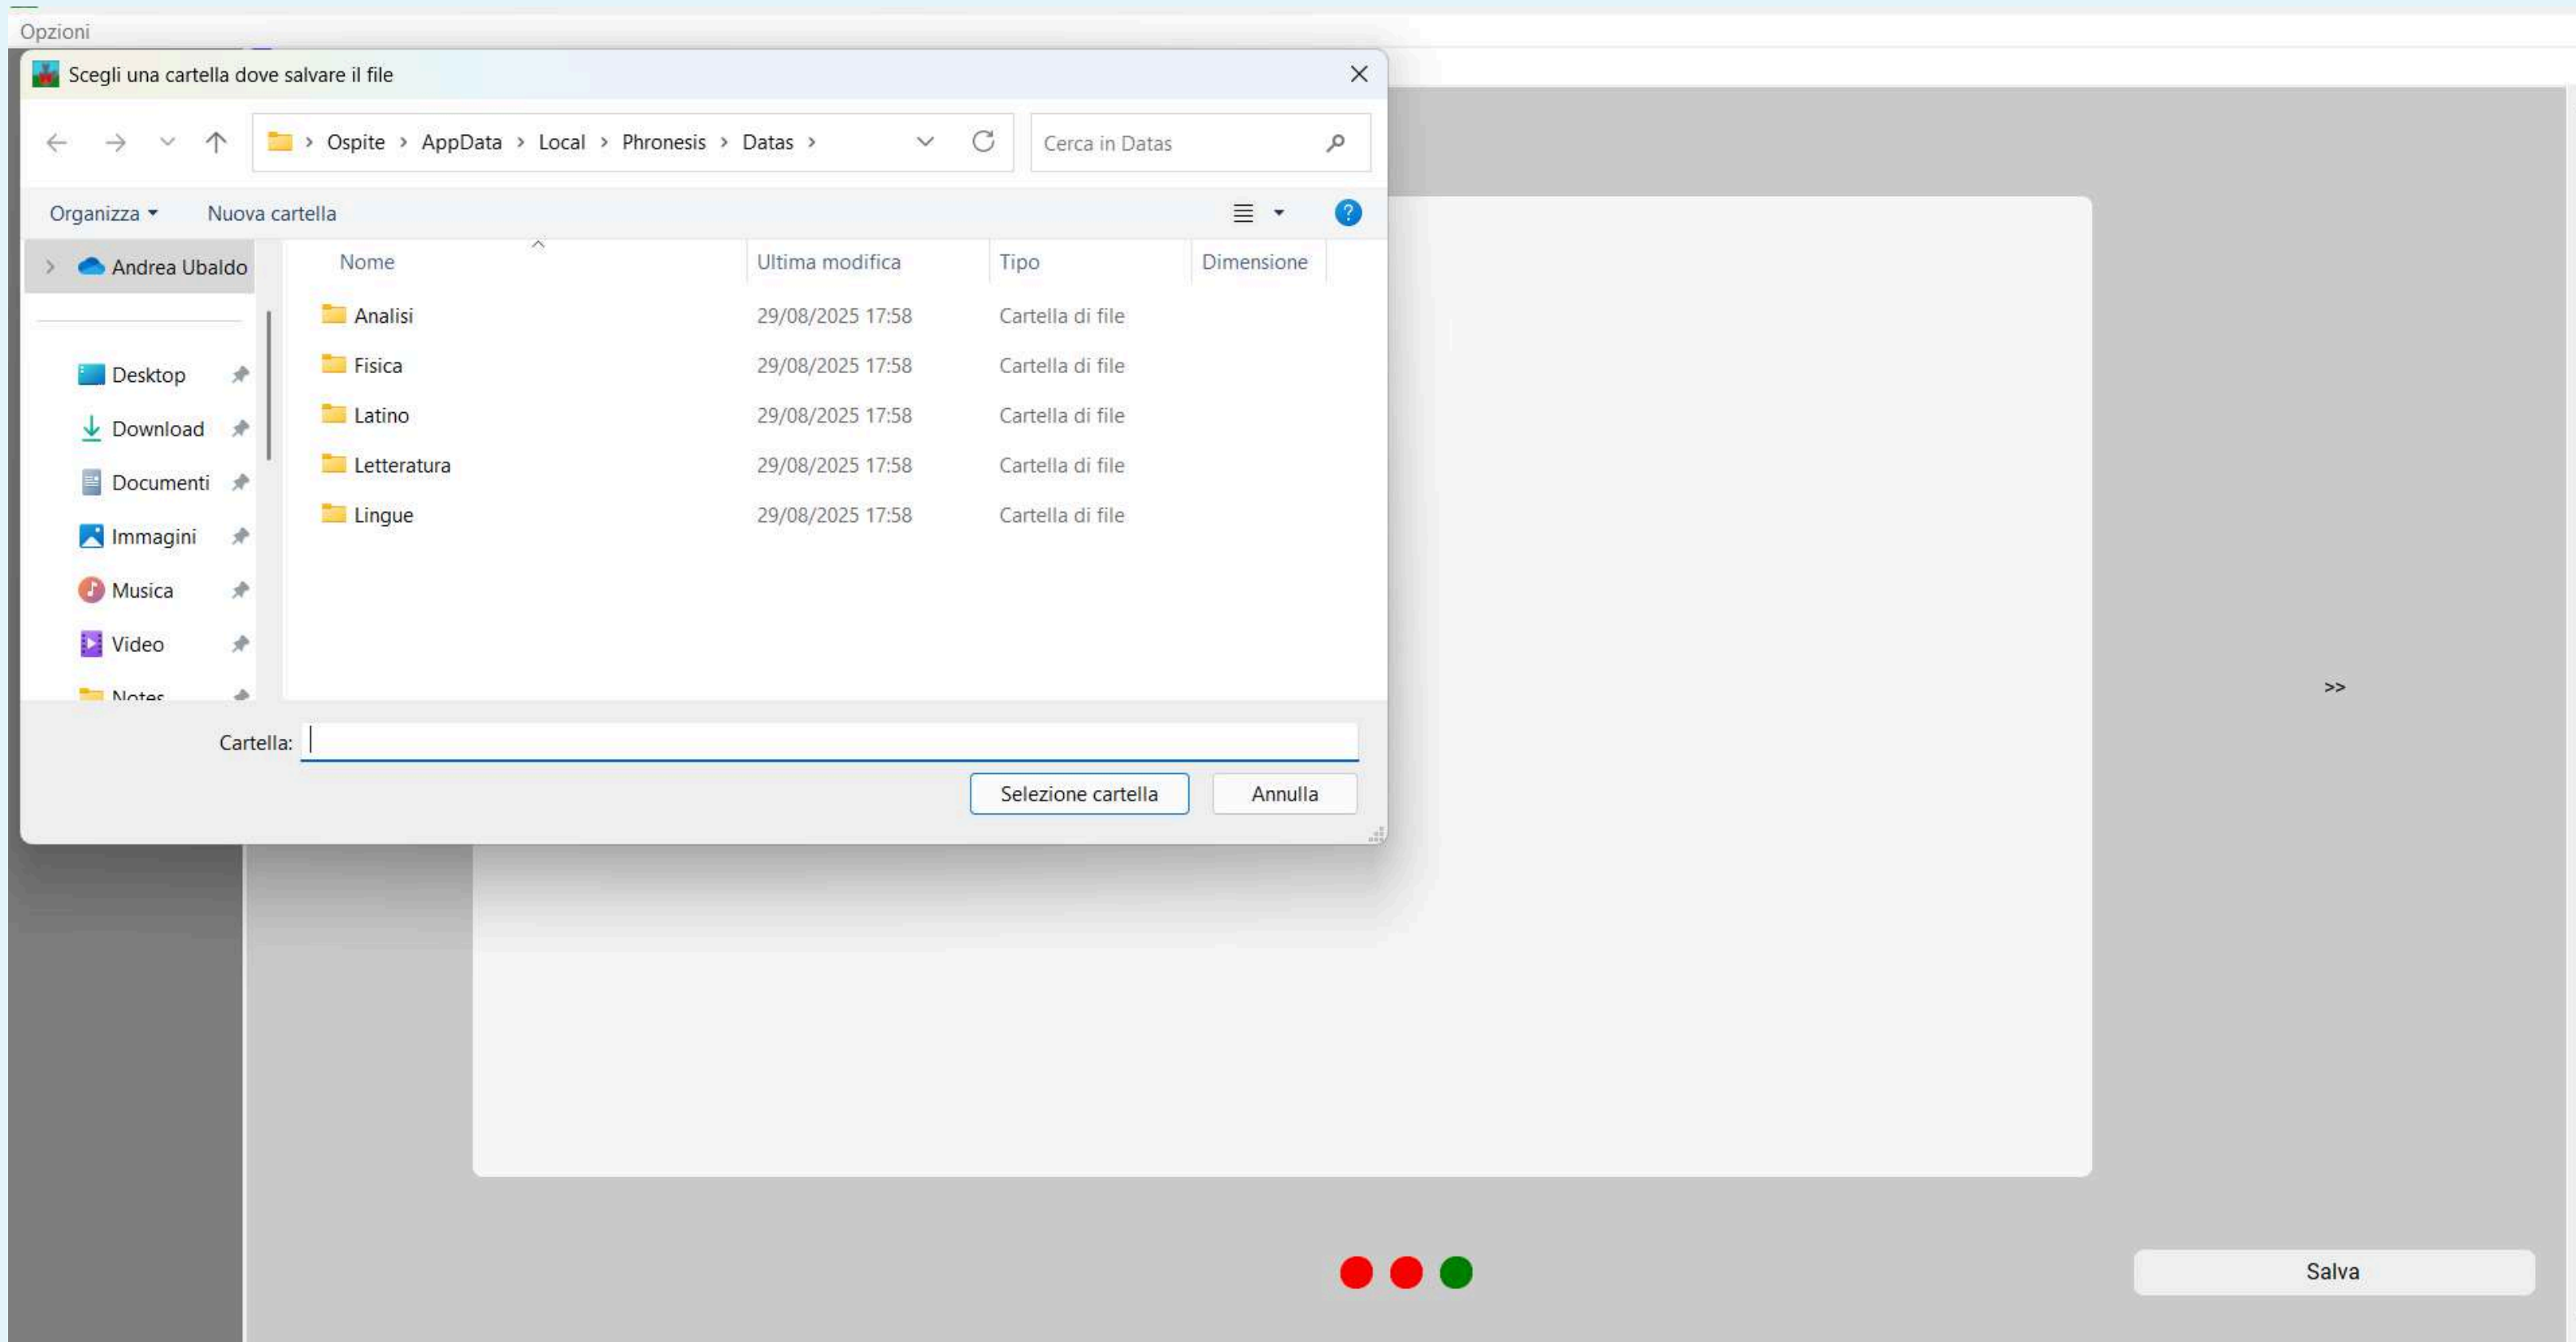 Opzioni
Scegli una cartella dove salvare il file
Ospite > AppData > Local > Phronesis > Datas >
Cerca in Datas
Organizza
Nuova cartella
Andrea Ubaldo
Nome
Ultima modifica
Tipo
Dimensione
Analisi 29/08/2025 17:58 Cartella di file
Fisica 29/08/2025 17:58 Cartella di file
Latino 29/08/2025 17:58 Cartella di file
Letteratura 29/08/2025 17:58 Cartella di file
Lingue 29/08/2025 17:58 Cartella di file
Desktop
Download
Documenti
Immagini
Musica
Video
Notes
>>
Cartella:
Selezione cartella
Annulla
Salva